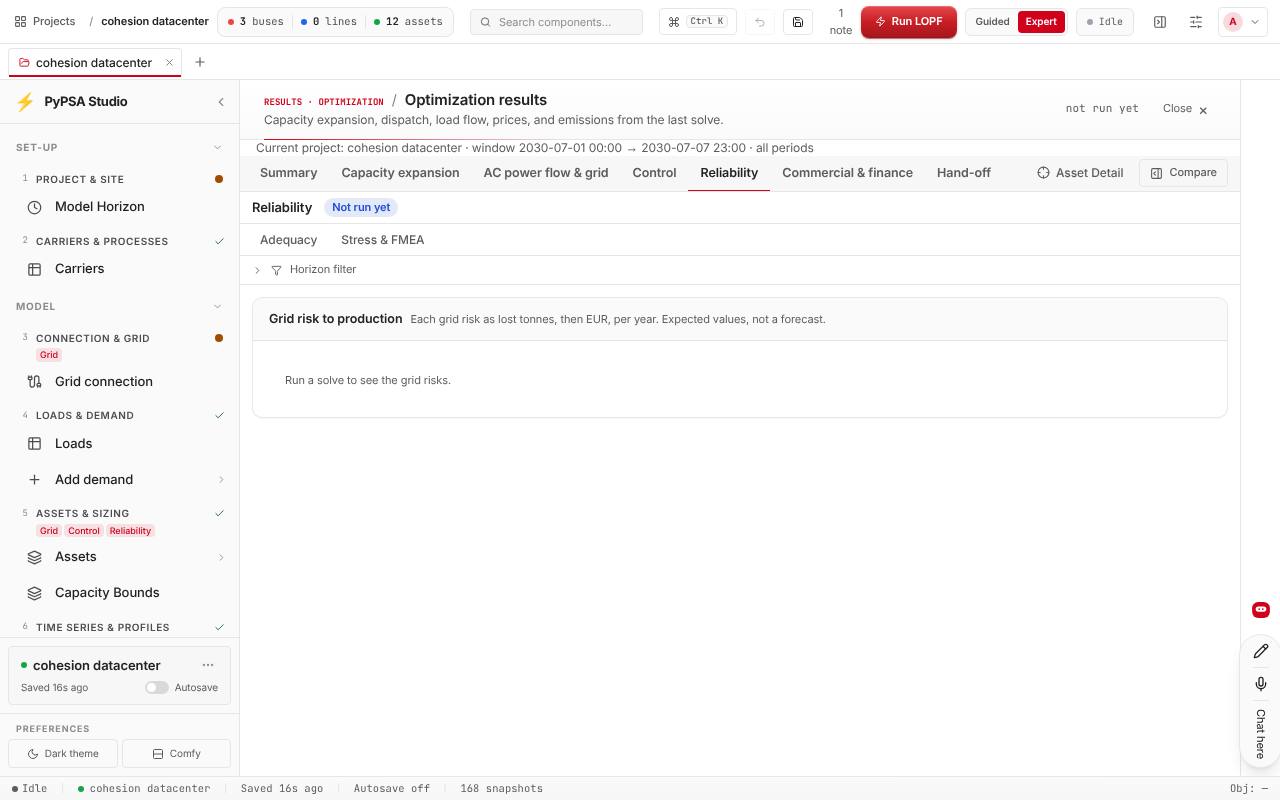 Projects / cohesion datacenter 3 buses 0 lines 12 assets Search components... ⌘ Ctrl K 1 note Run LOPF Guided Expert Idle A
cohesion datacenter × +
PyPSA Studio
SET-UP
1 PROJECT & SITE
Model Horizon
2 CARRIERS & PROCESSES
Carriers
MODEL
3 CONNECTION & GRID
Grid
Grid connection
4 LOADS & DEMAND
Loads
Add demand
5 ASSETS & SIZING
Grid Control Reliability
Assets
Capacity Bounds
6 TIME SERIES & PROFILES
cohesion datacenter ...
Saved 16s ago Autosave
PREFERENCES
Dark theme Comfy
RESULTS · OPTIMIZATION / Optimization results
Capacity expansion, dispatch, load flow, prices, and emissions from the last solve.
not run yet Close ×
Current project: cohesion datacenter · window 2030-07-01 00:00 → 2030-07-07 23:00 · all periods
Summary Capacity expansion AC power flow & grid Control Reliability Commercial & finance Hand-off Asset Detail Compare
Reliability Not run yet
Adequacy Stress & FMEA
Horizon filter
Grid risk to production Each grid risk as lost tonnes, then EUR, per year. Expected values, not a forecast.
Run a solve to see the grid risks.
Chat here
Idle cohesion datacenter Saved 16s ago Autosave off 168 snapshots Obj: —